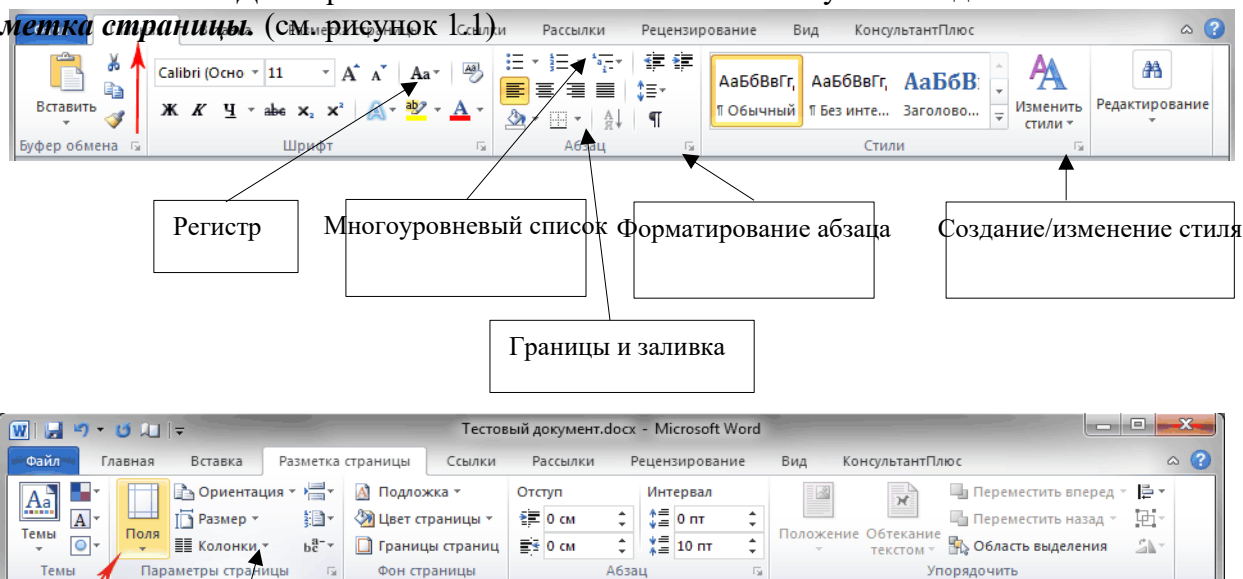 метка страницы. (см. рисунок 1.1)
Рассылки Рецензирование Вид КонсультантПлюс
Calibri (Осно 11 Aa
Вставить
Ж К Ч abc x₂ x² ab A
АаБбВвГг, АаБбВвГг, АаБбВ
¶ Обычный ¶ Без инте... Заголово...
Изменить стили
Редактирование
Буфер обмена Шрифт Абзац Стили
Регистр
Многоуровневый список
Форматирование абзаца
Создание/изменение стиля
Границы и заливка
Тестовый документ.docx - Microsoft Word
Файл Главная Вставка Разметка страницы Ссылки Рассылки Рецензирование Вид КонсультантПлюс
Темы
Поля
Ориентация
Размер
Колонки
Подложка
Цвет страницы
Границы страниц
Отступ
0 см
0 см
Интервал
0 пт
10 пт
Положение
Обтекание текстом
Переместить вперед
Переместить назад
Область выделения
Темы Параметры страницы Фон страницы Абзац Упорядочить